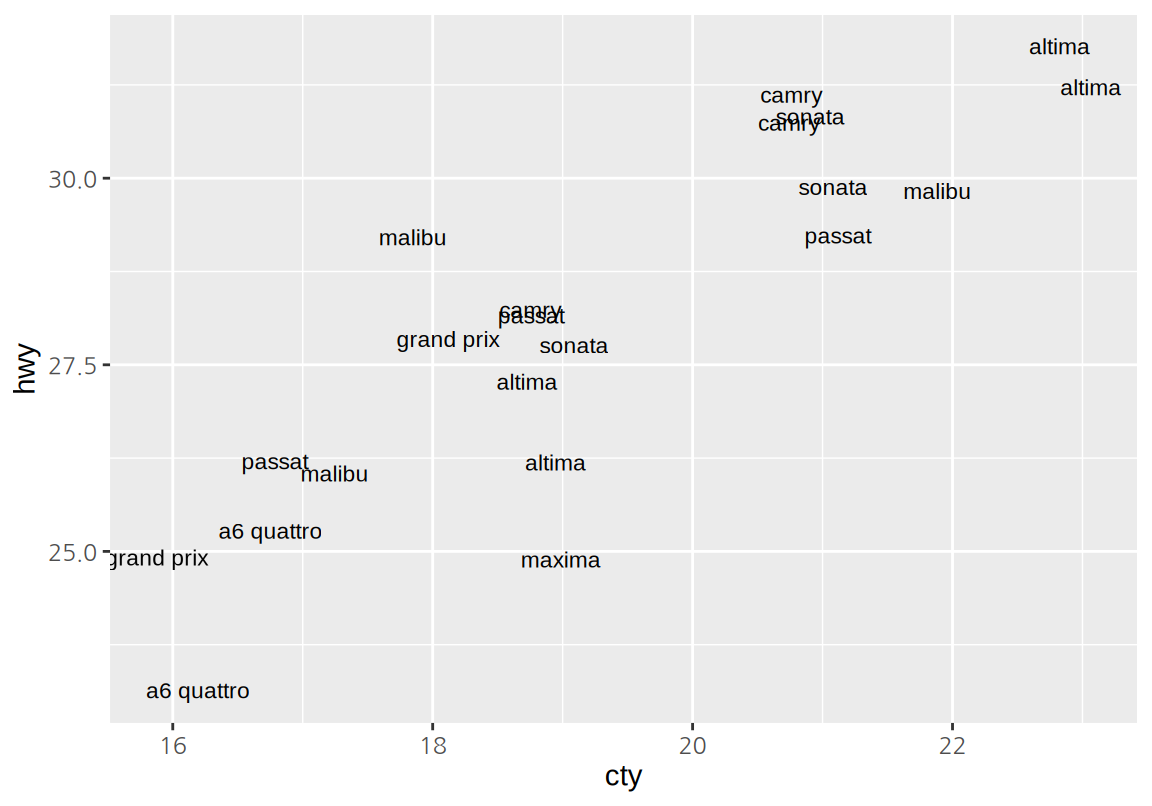 altima
altima
camry
sonata
camry
30.0
sonata
malibu
malibu
passat
camry
passat
grand prix
sonata
hwy
27.5
altima
passat
malibu
altima
a6 quattro
25.0
grand prix
maxima
a6 quattro
16
18
20
22
cty